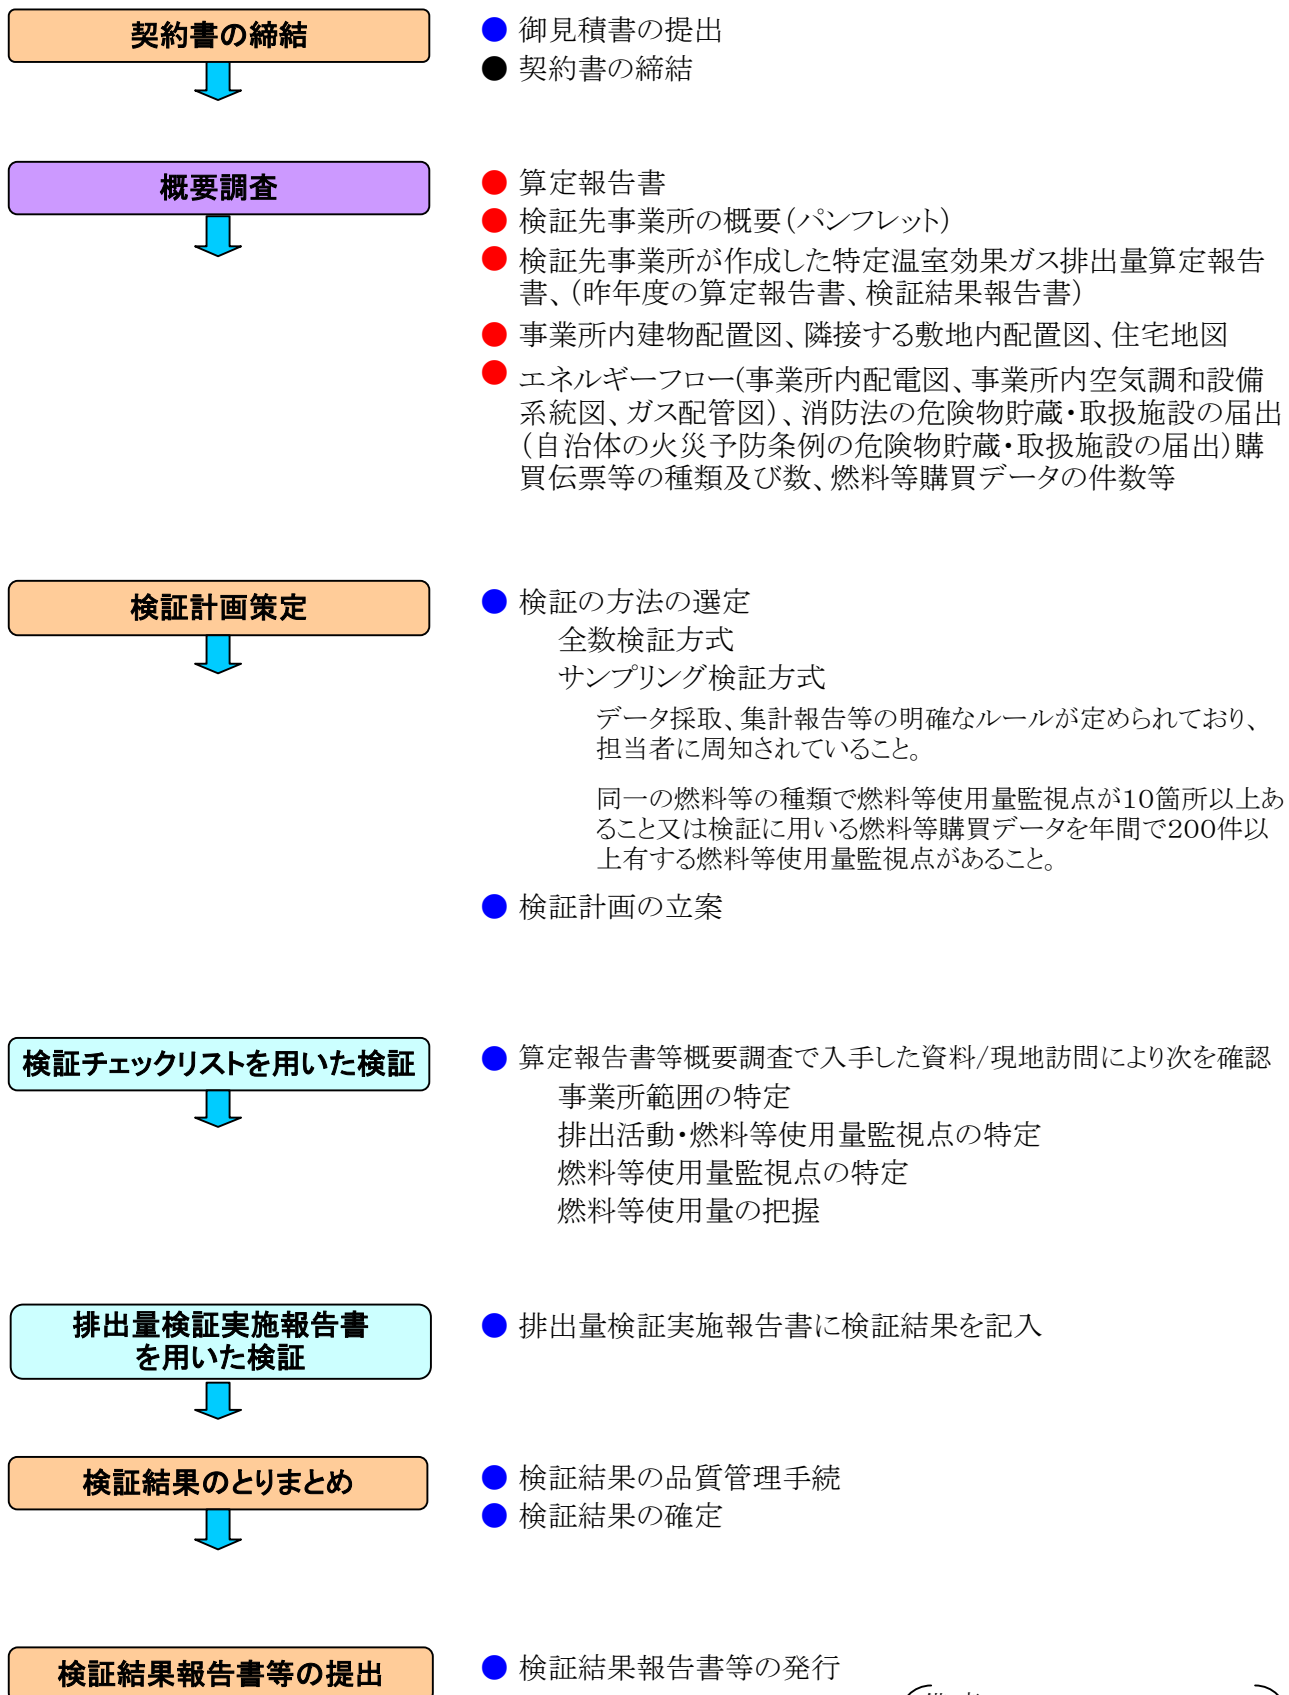 契約書の締結
● 御見積書の提出
● 契約書の締結
概要調査
● 算定報告書
● 検証先事業所の概要（パンフレット）
● 検証先事業所が作成した特定温室効果ガス排出量算定報告
書、（昨年度の算定報告書、検証結果報告書）
● 事業所内建物配置図、隣接する敷地内配置図、住宅地図
● エネルギーフロー(事業所内配電図、事業所内空気調和設備
系統図、ガス配管図）、消防法の危険物貯蔵・取扱施設の届出
（自治体の火災予防条例の危険物貯蔵・取扱施設の届出）購
買伝票等の種類及び数、燃料等購買データの件数等
検証計画策定
● 検証の方法の選定
全数検証方式
サンプリング検証方式
データ採取、集計報告等の明確なルールが定められており、
担当者に周知されていること。
同一の燃料等の種類で燃料等使用量監視点が10箇所以上あ
ること又は検証に用いる燃料等購買データを年間で200件以
上有する燃料等使用量監視点があること。
● 検証計画の立案
検証チェックリストを用いた検証
● 算定報告書等概要調査で入手した資料/現地訪問により次を確認
事業所範囲の特定
排出活動・燃料等使用量監視点の特定
燃料等使用量監視点の特定
燃料等使用量の把握
排出量検証実施報告書
を用いた検証
● 排出量検証実施報告書に検証結果を記入
検証結果のとりまとめ
● 検証結果の品質管理手続
● 検証結果の確定
検証結果報告書等の提出
● 検証結果報告書等の発行